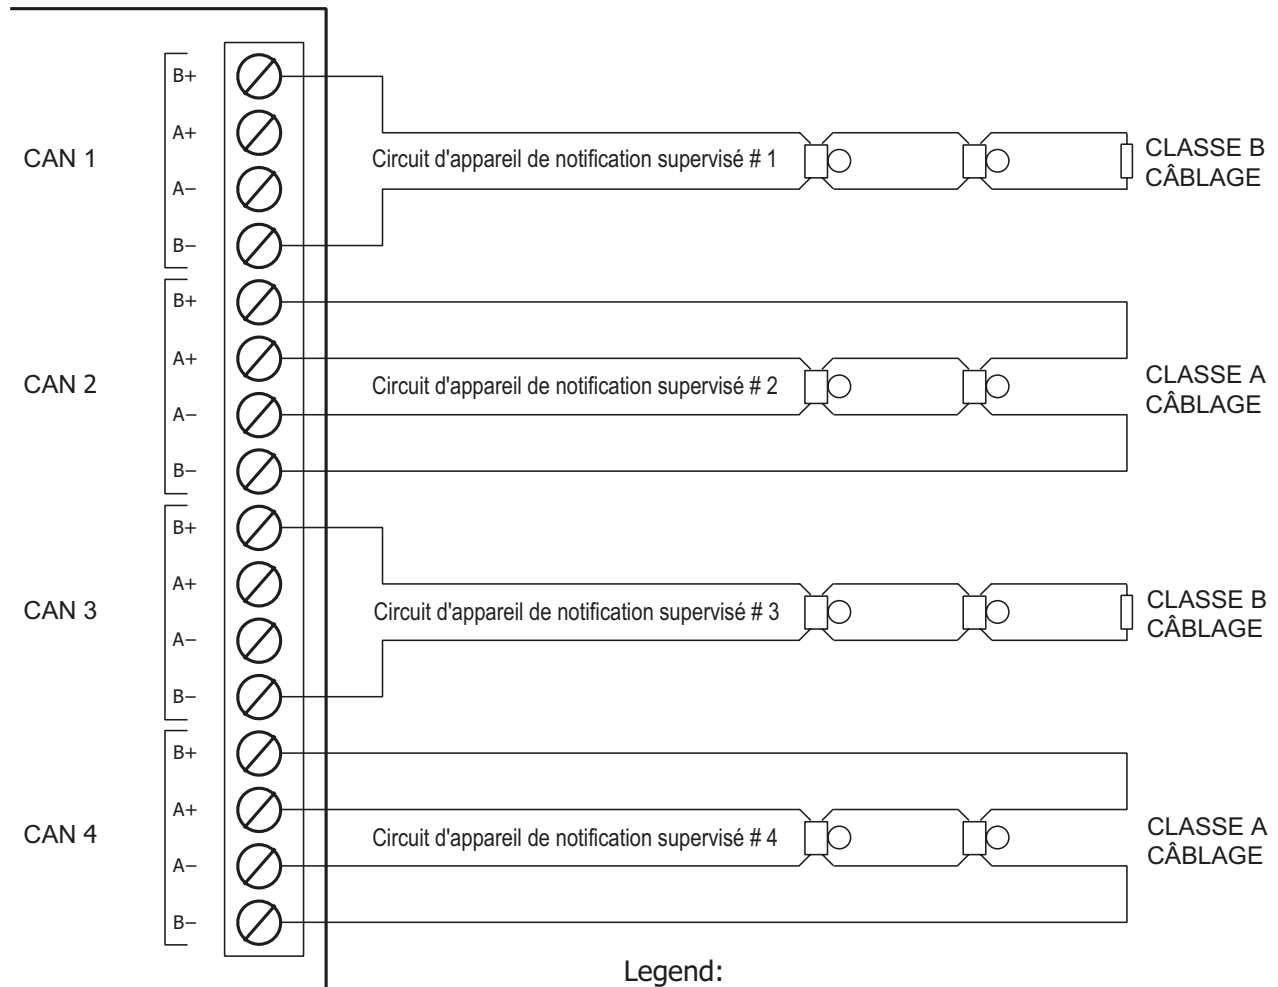 B+
A+
CAN 1
Circuit d'appareil de notification supervisé # 1
CLASSE B
CÂBLAGE
A−
B−
B+
A+
CAN 2
Circuit d'appareil de notification supervisé # 2
CLASSE A
CÂBLAGE
A−
B−
B+
A+
CAN 3
Circuit d'appareil de notification supervisé # 3
CLASSE B
CÂBLAGE
A−
B−
B+
A+
CAN 4
Circuit d'appareil de notification supervisé # 4
CLASSE A
CÂBLAGE
A−
B−
Legend: